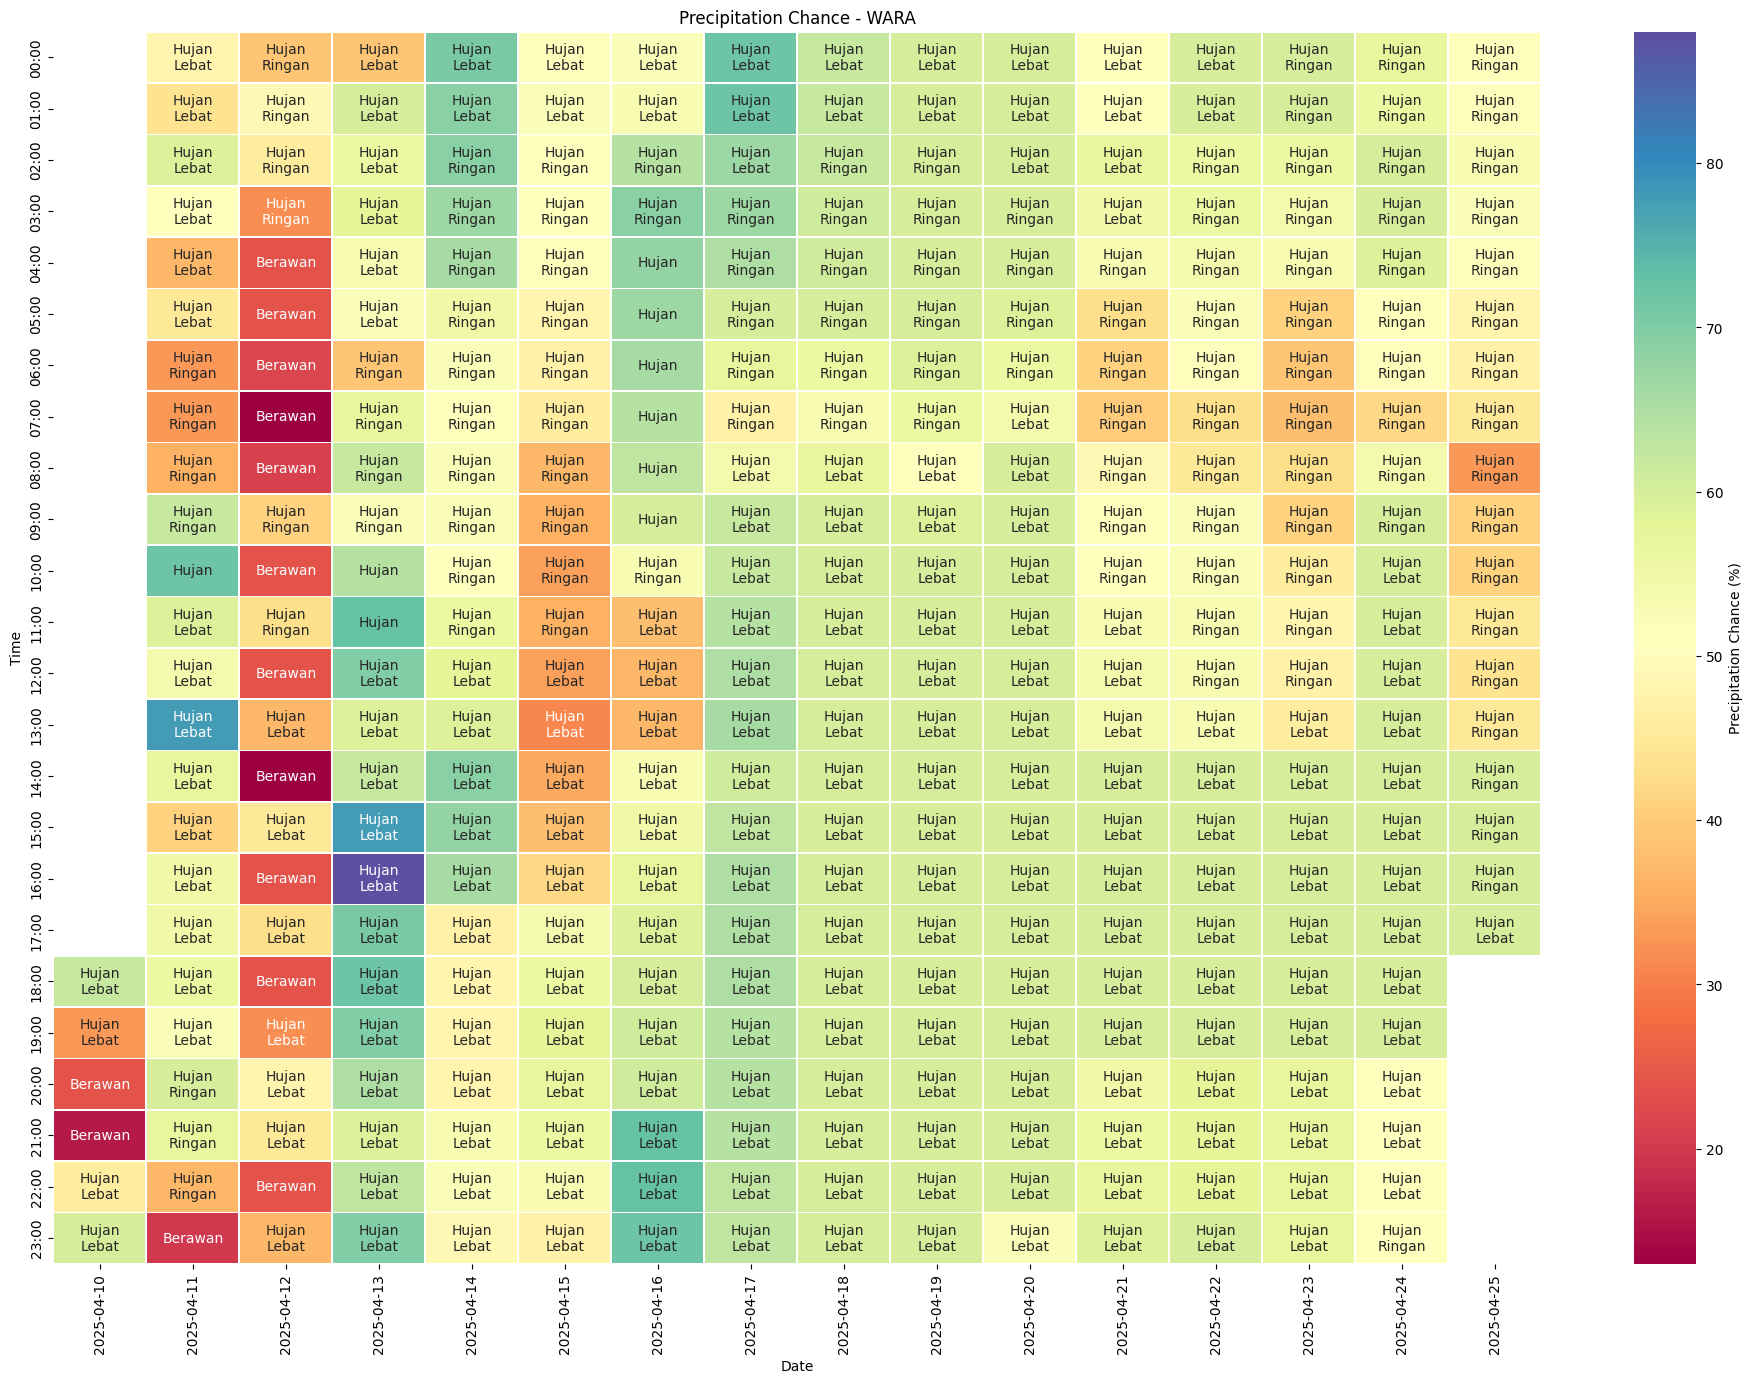 Precipitation Chance - WARA
Hujan Hujan Hujan Hujan Hujan Hujan Hujan Hujan Hujan Hujan Hujan Hujan Hujan Hujan Hujan
00:00
Lebat Ringan Lebat Lebat Lebat Lebat Lebat Lebat Lebat Lebat Lebat Lebat Ringan Ringan Ringan
Hujan Hujan Hujan Hujan Hujan Hujan Hujan Hujan Hujan Hujan Hujan Hujan Hujan Hujan Hujan
01:00
Lebat Ringan Lebat Lebat Lebat Lebat Lebat Lebat Lebat Lebat Lebat Lebat Ringan Ringan Ringan
Hujan Hujan Hujan Hujan Hujan Hujan Hujan Hujan Hujan Hujan Hujan Hujan Hujan Hujan Hujan
02:00
Lebat Ringan Lebat Ringan Ringan Ringan Lebat Ringan Ringan Ringan Lebat Ringan Ringan Ringan Ringan
Hujan Hujan Hujan Hujan Hujan Hujan Hujan Hujan Hujan Hujan Hujan Hujan Hujan Hujan Hujan
03:00
Lebat Ringan Lebat Ringan Ringan Ringan Ringan Ringan Ringan Ringan Lebat Ringan Ringan Ringan Ringan
Hujan Hujan Hujan Hujan Hujan Hujan Hujan Hujan Hujan Hujan Hujan Hujan Hujan
04:00 Berawan Hujan
Lebat Lebat Ringan Ringan Ringan Ringan Ringan Ringan Ringan Ringan Ringan Ringan Ringan
Hujan Hujan Hujan Hujan Hujan Hujan Hujan Hujan Hujan Hujan Hujan Hujan Hujan
05:00 Berawan Hujan
Lebat Lebat Ringan Ringan Ringan Ringan Ringan Ringan Ringan Ringan Ringan Ringan Ringan
Hujan Hujan Hujan Hujan Hujan Hujan Hujan Hujan Hujan Hujan Hujan Hujan Hujan
06:00 Berawan Hujan
Ringan Ringan Ringan Ringan Ringan Ringan Ringan Ringan Ringan Ringan Ringan Ringan Ringan
Hujan Hujan Hujan Hujan Hujan Hujan Hujan Hujan Hujan Hujan Hujan Hujan Hujan
07:00 Berawan Hujan
Ringan Ringan Ringan Ringan Ringan Ringan Ringan Lebat Ringan Ringan Ringan Ringan Ringan
Hujan Hujan Hujan Hujan Hujan Hujan Hujan Hujan Hujan Hujan Hujan Hujan Hujan
08:00 Berawan Hujan
Ringan Ringan Ringan Ringan Lebat Lebat Lebat Lebat Ringan Ringan Ringan Ringan Ringan
Hujan Hujan Hujan Hujan Hujan Hujan Hujan Hujan Hujan Hujan Hujan Hujan Hujan Hujan
09:00 Hujan
Ringan Ringan Ringan Ringan Ringan Lebat Lebat Lebat Lebat Ringan Ringan Ringan Ringan Ringan
Hujan Hujan Hujan Hujan Hujan Hujan Hujan Hujan Hujan Hujan Hujan Hujan
10:00 Hujan Berawan Hujan
Ringan Ringan Ringan Lebat Lebat Lebat Lebat Ringan Ringan Ringan Lebat Ringan
Hujan Hujan Hujan Hujan Hujan Hujan Hujan Hujan Hujan Hujan Hujan Hujan Hujan Hujan
11:00 Hujan
Lebat Ringan Ringan Ringan Lebat Lebat Lebat Lebat Lebat Lebat Ringan Ringan Lebat Ringan
Hujan Hujan Hujan Hujan Hujan Hujan Hujan Hujan Hujan Hujan Hujan Hujan Hujan Hujan
12:00 Berawan
Lebat Lebat Lebat Lebat Lebat Lebat Lebat Lebat Lebat Lebat Ringan Ringan Lebat Ringan
Hujan Hujan Hujan Hujan Hujan Hujan Hujan Hujan Hujan Hujan Hujan Hujan Hujan Hujan Hujan
13:00
Lebat Lebat Lebat Lebat Lebat Lebat Lebat Lebat Lebat Lebat Lebat Lebat Lebat Lebat Ringan
Hujan Hujan Hujan Hujan Hujan Hujan Hujan Hujan Hujan Hujan Hujan Hujan Hujan Hujan
14:00 Berawan
Lebat Lebat Lebat Lebat Lebat Lebat Lebat Lebat Lebat Lebat Lebat Lebat Lebat Ringan
Hujan Hujan Hujan Hujan Hujan Hujan Hujan Hujan Hujan Hujan Hujan Hujan Hujan Hujan Hujan
15:00
Lebat Lebat Lebat Lebat Lebat Lebat Lebat Lebat Lebat Lebat Lebat Lebat Lebat Lebat Ringan
Hujan Hujan Hujan Hujan Hujan Hujan Hujan Hujan Hujan Hujan Hujan Hujan Hujan Hujan
16:00 Berawan
Lebat Lebat Lebat Lebat Lebat Lebat Lebat Lebat Lebat Lebat Lebat Lebat Lebat Ringan
Hujan Hujan Hujan Hujan Hujan Hujan Hujan Hujan Hujan Hujan Hujan Hujan Hujan Hujan Hujan
17:00
Lebat Lebat Lebat Lebat Lebat Lebat Lebat Lebat Lebat Lebat Lebat Lebat Lebat Lebat Lebat
Hujan Hujan Hujan Hujan Hujan Hujan Hujan Hujan Hujan Hujan Hujan Hujan Hujan Hujan
18:00 Berawan
Lebat Lebat Lebat Lebat Lebat Lebat Lebat Lebat Lebat Lebat Lebat Lebat Lebat Lebat
Hujan Hujan Hujan Hujan Hujan Hujan Hujan Hujan Hujan Hujan Hujan Hujan Hujan Hujan Hujan
19:00
Lebat Lebat Lebat Lebat Lebat Lebat Lebat Lebat Lebat Lebat Lebat Lebat Lebat Lebat Lebat
Hujan Hujan Hujan Hujan Hujan Hujan Hujan Hujan Hujan Hujan Hujan Hujan Hujan Hujan
20:00 Berawan
Ringan Lebat Lebat Lebat Lebat Lebat Lebat Lebat Lebat Lebat Lebat Lebat Lebat Lebat
Hujan Hujan Hujan Hujan Hujan Hujan Hujan Hujan Hujan Hujan Hujan Hujan Hujan Hujan
21:00 Berawan
Ringan Lebat Lebat Lebat Lebat Lebat Lebat Lebat Lebat Lebat Lebat Lebat Lebat Lebat
Hujan Hujan Hujan Hujan Hujan Hujan Hujan Hujan Hujan Hujan Hujan Hujan Hujan Hujan
22:00 Berawan
Lebat Ringan Lebat Lebat Lebat Lebat Lebat Lebat Lebat Lebat Lebat Lebat Lebat Lebat
Hujan Hujan Hujan Hujan Hujan Hujan Hujan Hujan Hujan Hujan Hujan Hujan Hujan Hujan
23:00 Berawan
Lebat Lebat Lebat Lebat Lebat Lebat Lebat Lebat Lebat Lebat Lebat Lebat Lebat Ringan
Time
2025-04-10
2025-04-11
2025-04-12
2025-04-13
2025-04-14
2025-04-15
2025-04-16
2025-04-17
2025-04-18
2025-04-19
2025-04-20
2025-04-21
2025-04-22
2025-04-23
2025-04-24
2025-04-25
Date
80
70
60
50
40
30
20
Precipitation Chance (%)